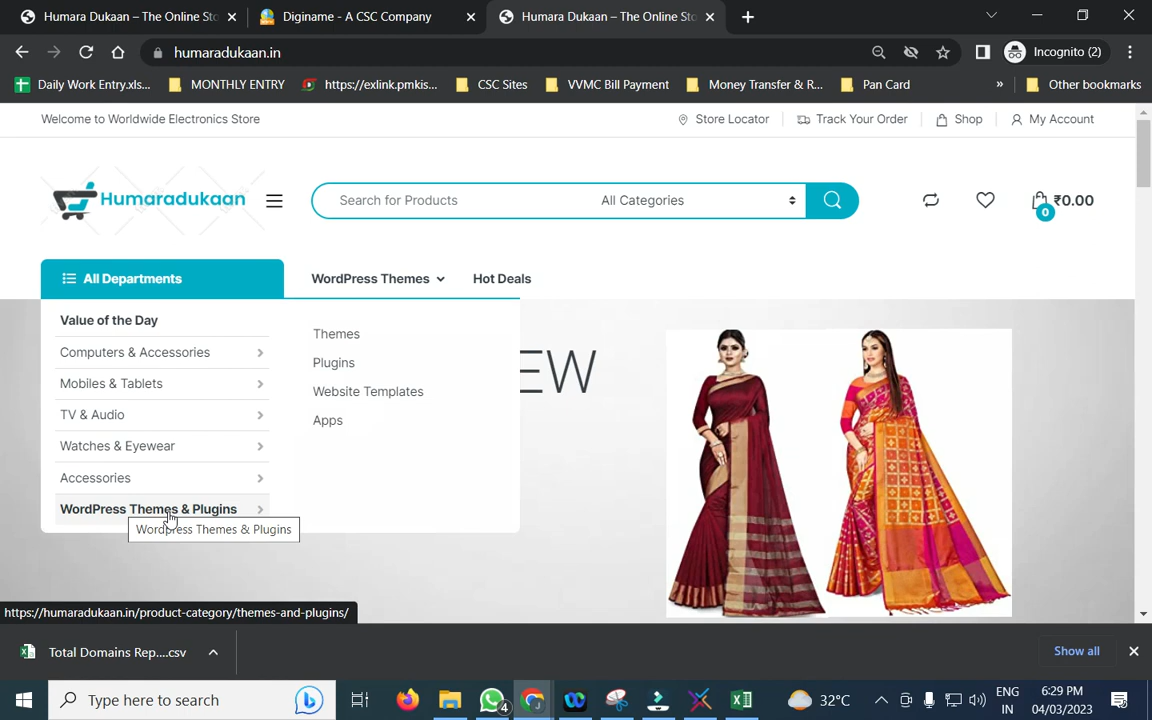 Humara Dukaan – The Online Sto
Diginame - A CSC Company
Humara Dukaan – The Online Sto
humaradukaan.in
Incognito (2)
Daily Work Entry.xls...
MONTHLY ENTRY
https://exlink.pmkis...
CSC Sites
VVMC Bill Payment
Money Transfer & R...
Pan Card
»
Other bookmarks
Welcome to Worldwide Electronics Store
Store Locator
Track Your Order
Shop
My Account
Humaradukaan
Search for Products
All Categories
₹0.00
0
All Departments
WordPress Themes
Hot Deals
Value of the Day
Computers & Accessories
Mobiles & Tablets
TV & Audio
Watches & Eyewear
Accessories
WordPress Themes & Plugins
Themes
Plugins
Website Templates
Apps
EW
WordPress Themes & Plugins
https://humaradukaan.in/product-category/themes-and-plugins/
Total Domains Rep....csv
Show all
Type here to search
4
32°C
ENG
IN
6:29 PM
04/03/2023